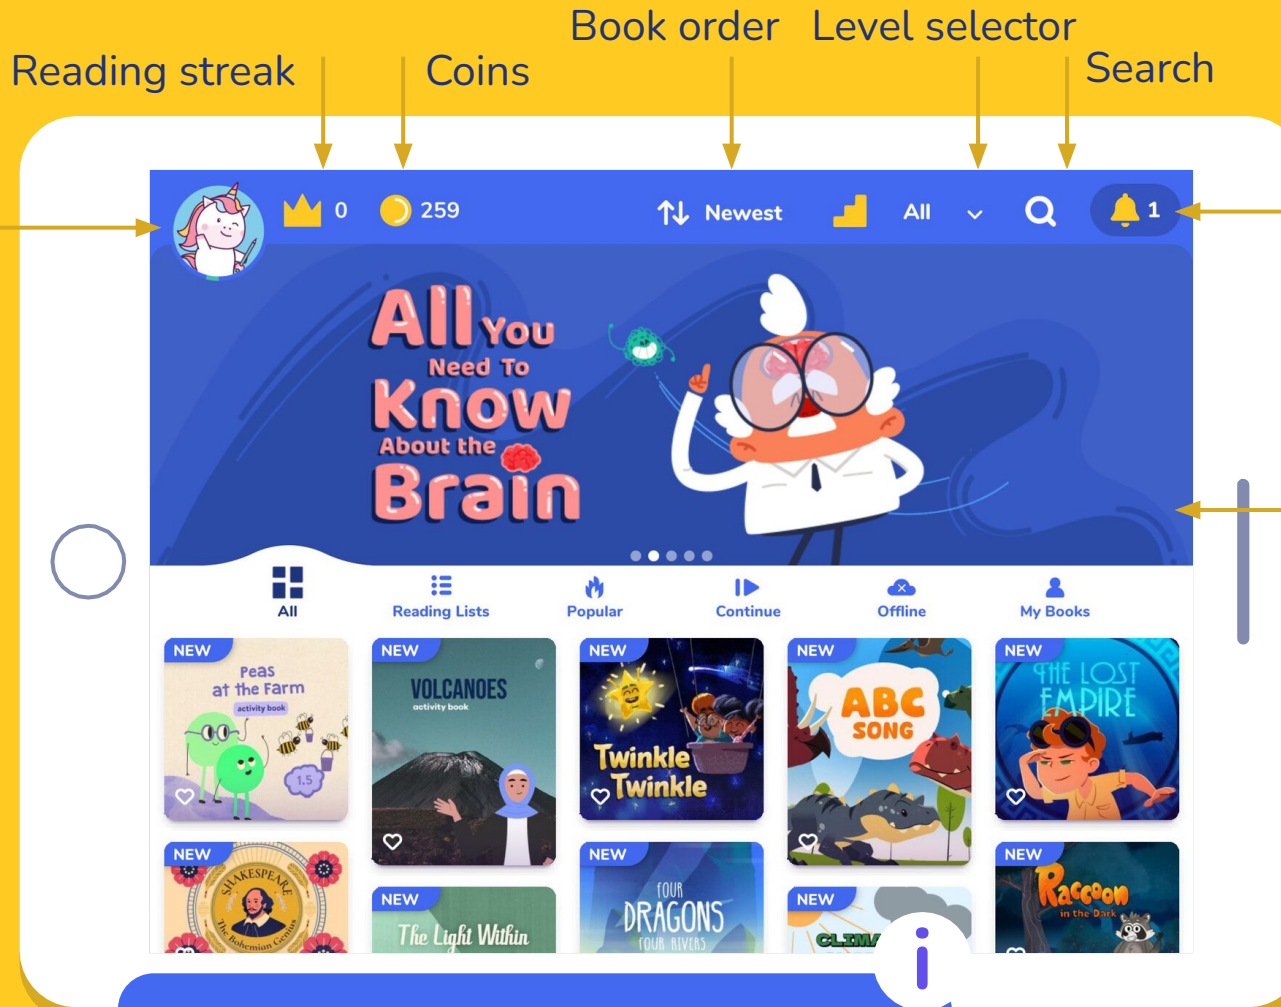 Book order Level selector
Reading streak Coins Search
0 259 Newest All 1
All You
Need To
Know
About the
Brain
All Reading Lists Popular Continue Offline My Books
NEW NEW NEW NEW NEW
Peas
at the Farm
activity book
1.5
VOLCANOES
activity book
Twinkle
Twinkle
ABC
SONG
THE LOST
EMPIRE
NEW
SHAKESPEARE
The Bohemian Genius
NEW
The Light Within
NEW
FOUR
DRAGONS
FOUR RIVERS
NEW
NEW
Raccoon
in the Dark
i